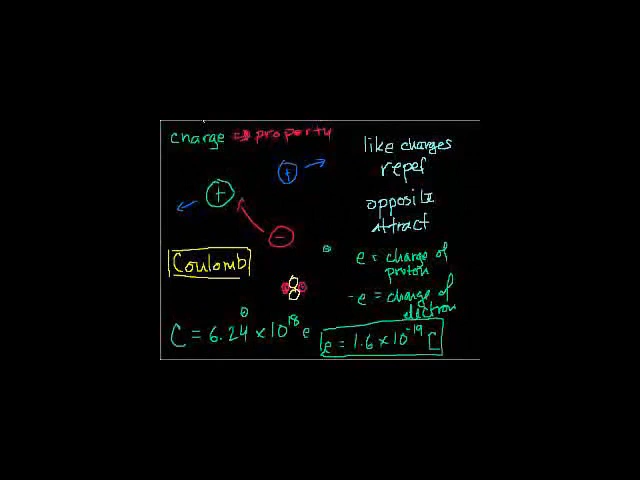 charge => property
like charges
repel
+
+
opposite
attract
-
Coulomb
e = charge of
proton
-e = charge of
electron
C = 6.24 x 10^18 e
e = 1.6 x 10^-19 C